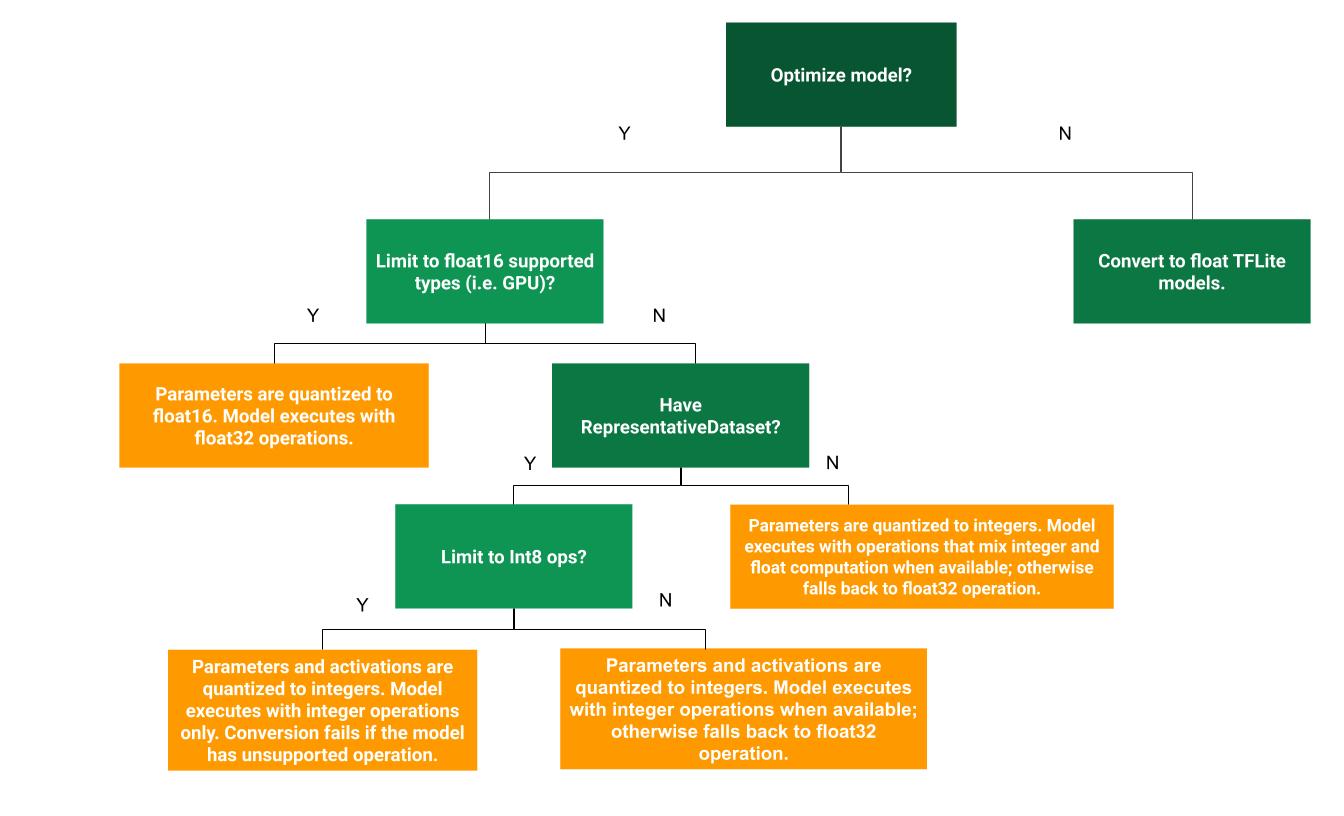 Optimize model?
Y
N
Limit to float16 supported
types (i.e. GPU)?
Convert to float TFLite
models.
Y
N
Parameters are quantized to
float16. Model executes with
float32 operations.
Have
RepresentativeDataset?
Y
N
Limit to Int8 ops?
Parameters are quantized to integers. Model
executes with operations that mix integer and
float computation when available; otherwise
falls back to float32 operation.
Y
N
Parameters and activations are
quantized to integers. Model
executes with integer operations
only. Conversion fails if the model
has unsupported operation.
Parameters and activations are
quantized to integers. Model executes
with integer operations when available;
otherwise falls back to float32
operation.